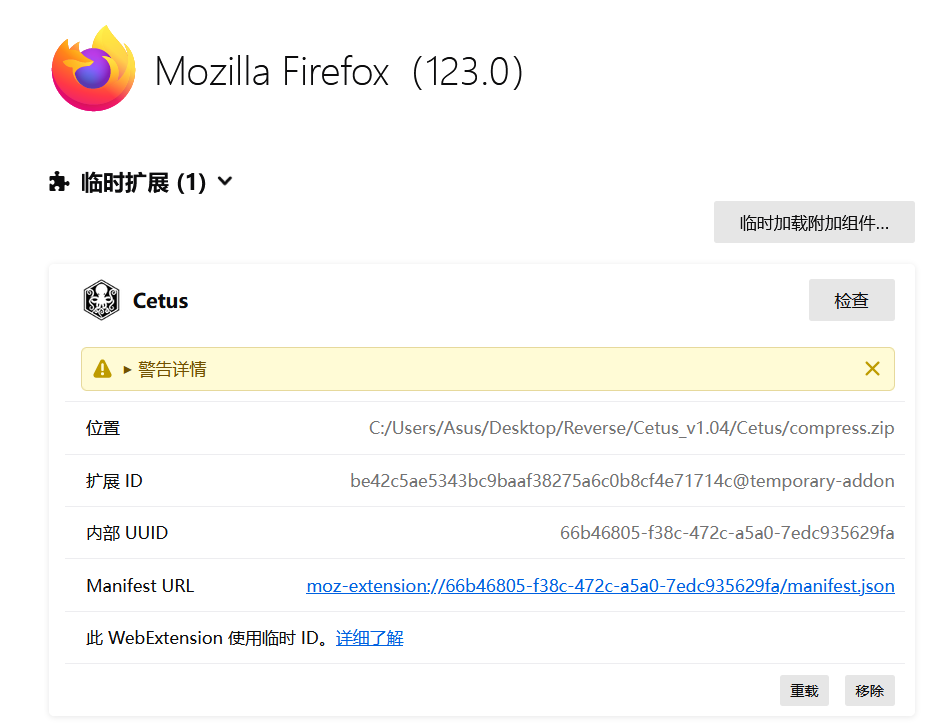 Mozilla Firefox（123.0）
临时扩展 (1)
临时加载附加组件...
Cetus
检查
警告详情
位置
C:/Users/Asus/Desktop/Reverse/Cetus_v1.04/Cetus/compress.zip
扩展 ID
be42c5ae5343bc9baaf38275a6c0b8cf4e71714c@temporary-addon
内部 UUID
66b46805-f38c-472c-a5a0-7edc935629fa
Manifest URL
moz-extension://66b46805-f38c-472c-a5a0-7edc935629fa/manifest.json
此 WebExtension 使用临时 ID。详细了解
重载
移除